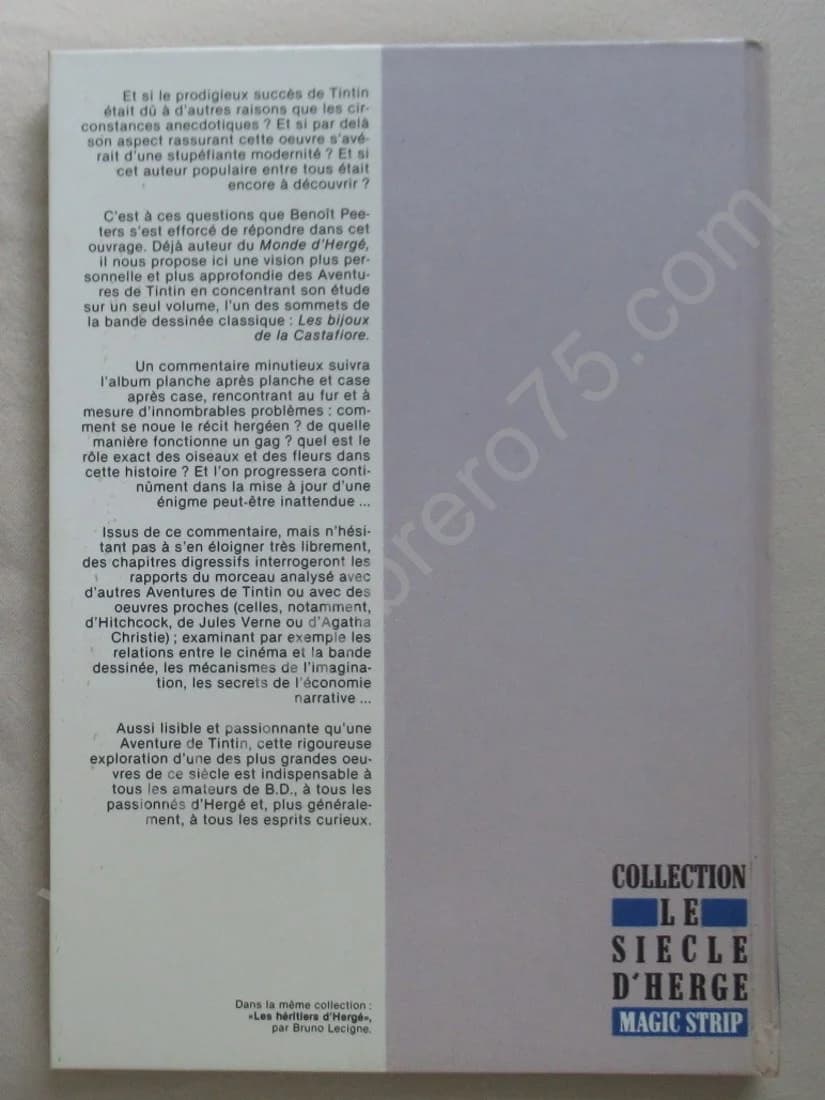 Et si le prodigieux succès de Tintin
était dû à d'autres raisons que les cir-
constances anecdotiques ? Et si par delà
son aspect rassurant cette oeuvre s'avé-
rait d'une stupéfiante modernité ? Et si
cet auteur populaire entre tous était
encore à découvrir ?
C'est à ces questions que Benoît Pee-
ters s'est efforcé de répondre dans cet
ouvrage. Déjà auteur du Monde d'Hergé,
il nous propose ici une vision plus per-
sonnelle et plus approfondie des Aventu-
res de Tintin en concentrant son étude
sur un seul volume, l'un des sommets de
la bande dessinée classique : Les bijoux
de la Castafiore.
Un commentaire minutieux suivra
l'album planche après planche et case
après case, rencontrant au fur et à
mesure d'innombrables problèmes : com-
ment se noue le récit hergéen ? de quelle
manière fonctionne un gag ? quel est le
rôle exact des oiseaux et des fleurs dans
cette histoire ? Et l'on progressera conti-
nûment dans la mise à jour d'une
énigme peut-être inattendue ...
Issus de ce commentaire, mais n'hési-
tant pas à s'en éloigner très librement,
des chapitres digressifs interrogeront les
rapports du morceau analysé avec
d'autres Aventures de Tintin ou avec des
oeuvres proches (celles, notamment,
d'Hitchcock, de Jules Verne ou d'Agatha
Christie) ; examinant par exemple les
relations entre le cinéma et la bande
dessinée, les mécanismes de l'imagina-
tion, les secrets de l'économie
narrative ...
Aussi lisible et passionnante qu'une
Aventure de Tintin, cette rigoureuse
exploration d'une des plus grandes oeu-
vres de ce siècle est indispensable à
tous les amateurs de B.D., à tous les
passionnés d'Hergé et, plus générale-
ment, à tous les esprits curieux.
Dans la même collection :
«Les héritiers d'Hergé»,
par Bruno Lecigne.
COLLECTION
LE
SIECLE
D'HERGE
MAGIC STRIP